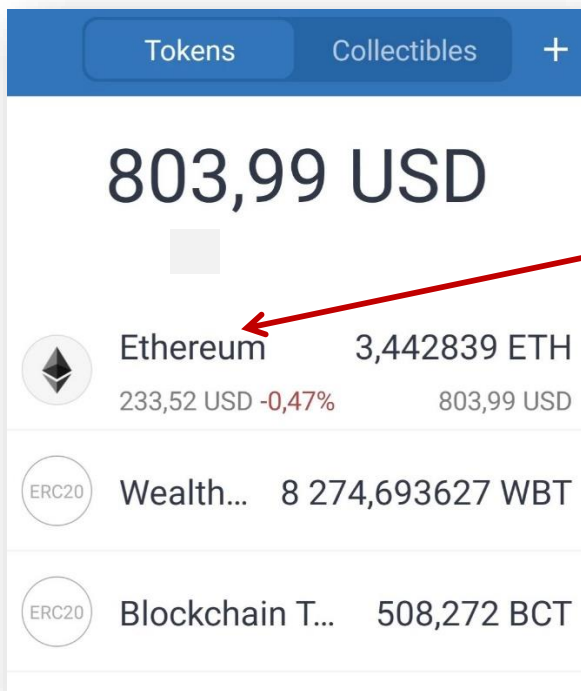 Tokens Collectibles +
803,99 USD
Ethereum 3,442839 ETH
233,52 USD -0,47% 803,99 USD
ERC20 Wealth... 8 274,693627 WBT
ERC20 Blockchain T... 508,272 BCT